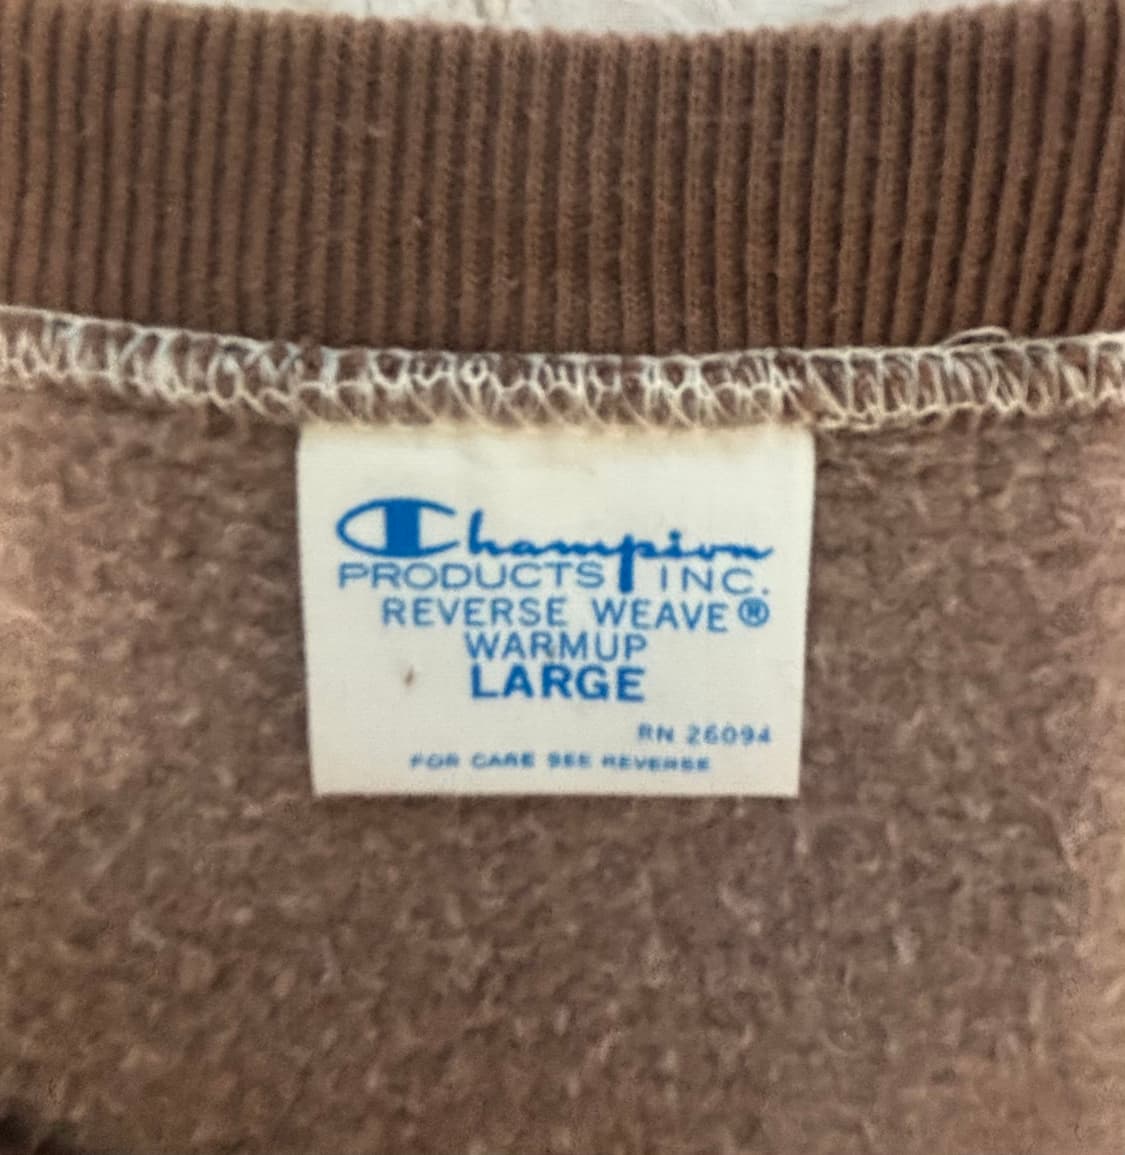 Champion
PRODUCTS INC.
REVERSE WEAVE®
WARMUP
LARGE
RN 26094
FOR CARE SEE REVERSE